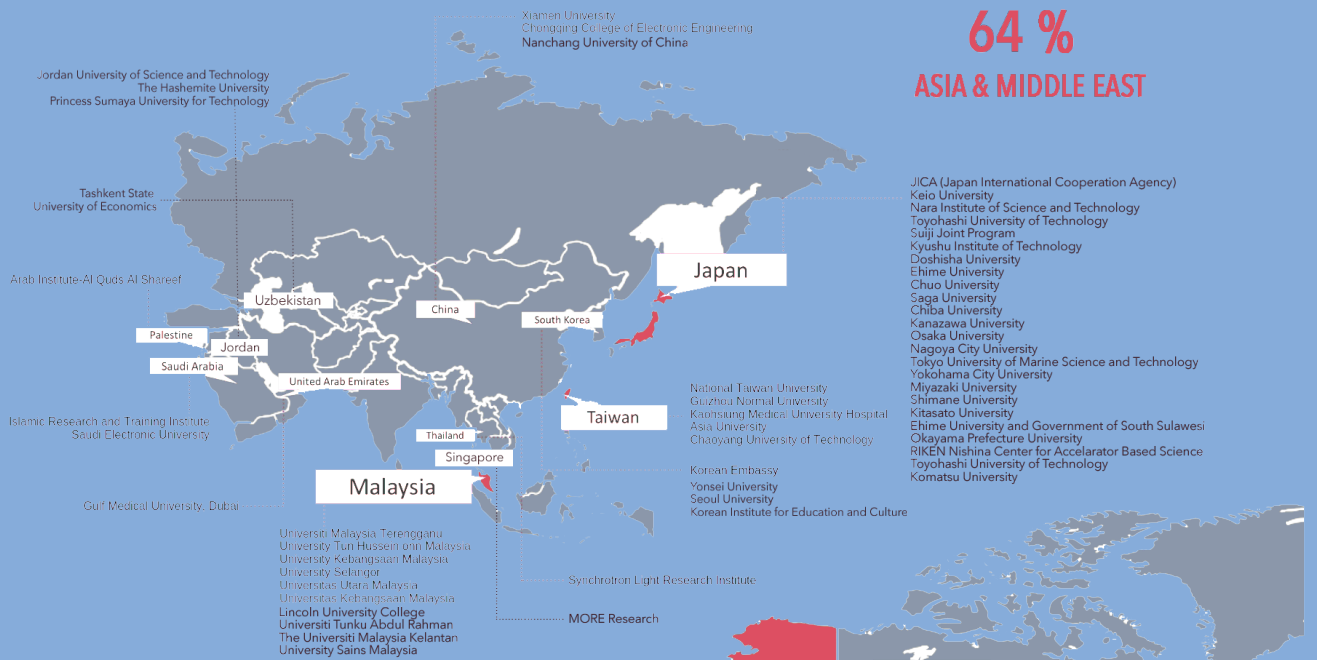 Xiamen University
Chongqing College of Electronic Engineering
Nanchang University of China
64 %
ASIA & MIDDLE EAST
Jordan University of Science and Technology
The Hashemite University
Princess Sumaya University for Technology
Tashkent State
University of Economics
Arab Institute-Al Quds Al Shareef
Islamic Research and Training Institute
Saudi Electronic University
Gulf Medical University, Dubai
Uzbekistan
China
Japan
South Korea
Palestine
Jordan
Saudi Arabia
United Arab Emirates
Taiwan
Thailand
Singapore
Malaysia
JICA (Japan International Cooperation Agency)
Keio University
Nara Institute of Science and Technology
Toyohashi University of Technology
Suiji Joint Program
Kyushu Institute of Technology
Doshisha University
Ehime University
Chuo University
Saga University
Chiba University
Kanazawa University
Osaka University
Nagoya City University
Tokyo University of Marine Science and Technology
Yokohama City University
Miyazaki University
Shimane University
Kitasato University
Ehime University and Government of South Sulawesi
Okayama Prefecture University
RIKEN Nishina Center for Accelarator Based Science
Toyohashi University of Technology
Komatsu University
National Taiwan University
Guizhou Normal University
Kaohsiung Medical University Hospital
Asia University
Chaoyang University of Technology
Korean Embassy
Yonsei University
Seoul University
Korean Institute for Education and Culture
Synchrotron Light Research Institute
MORE Research
Universiti Malaysia Terengganu
University Tun Hussein onn Malaysia
University Kebangsaan Malaysia
University Selangor
Universitas Utara Malaysia
Universitas Kebangsaan Malaysia
Lincoln University College
Universiti Tunku Abdul Rahman
The Universiti Malaysia Kelantan
University Sains Malaysia